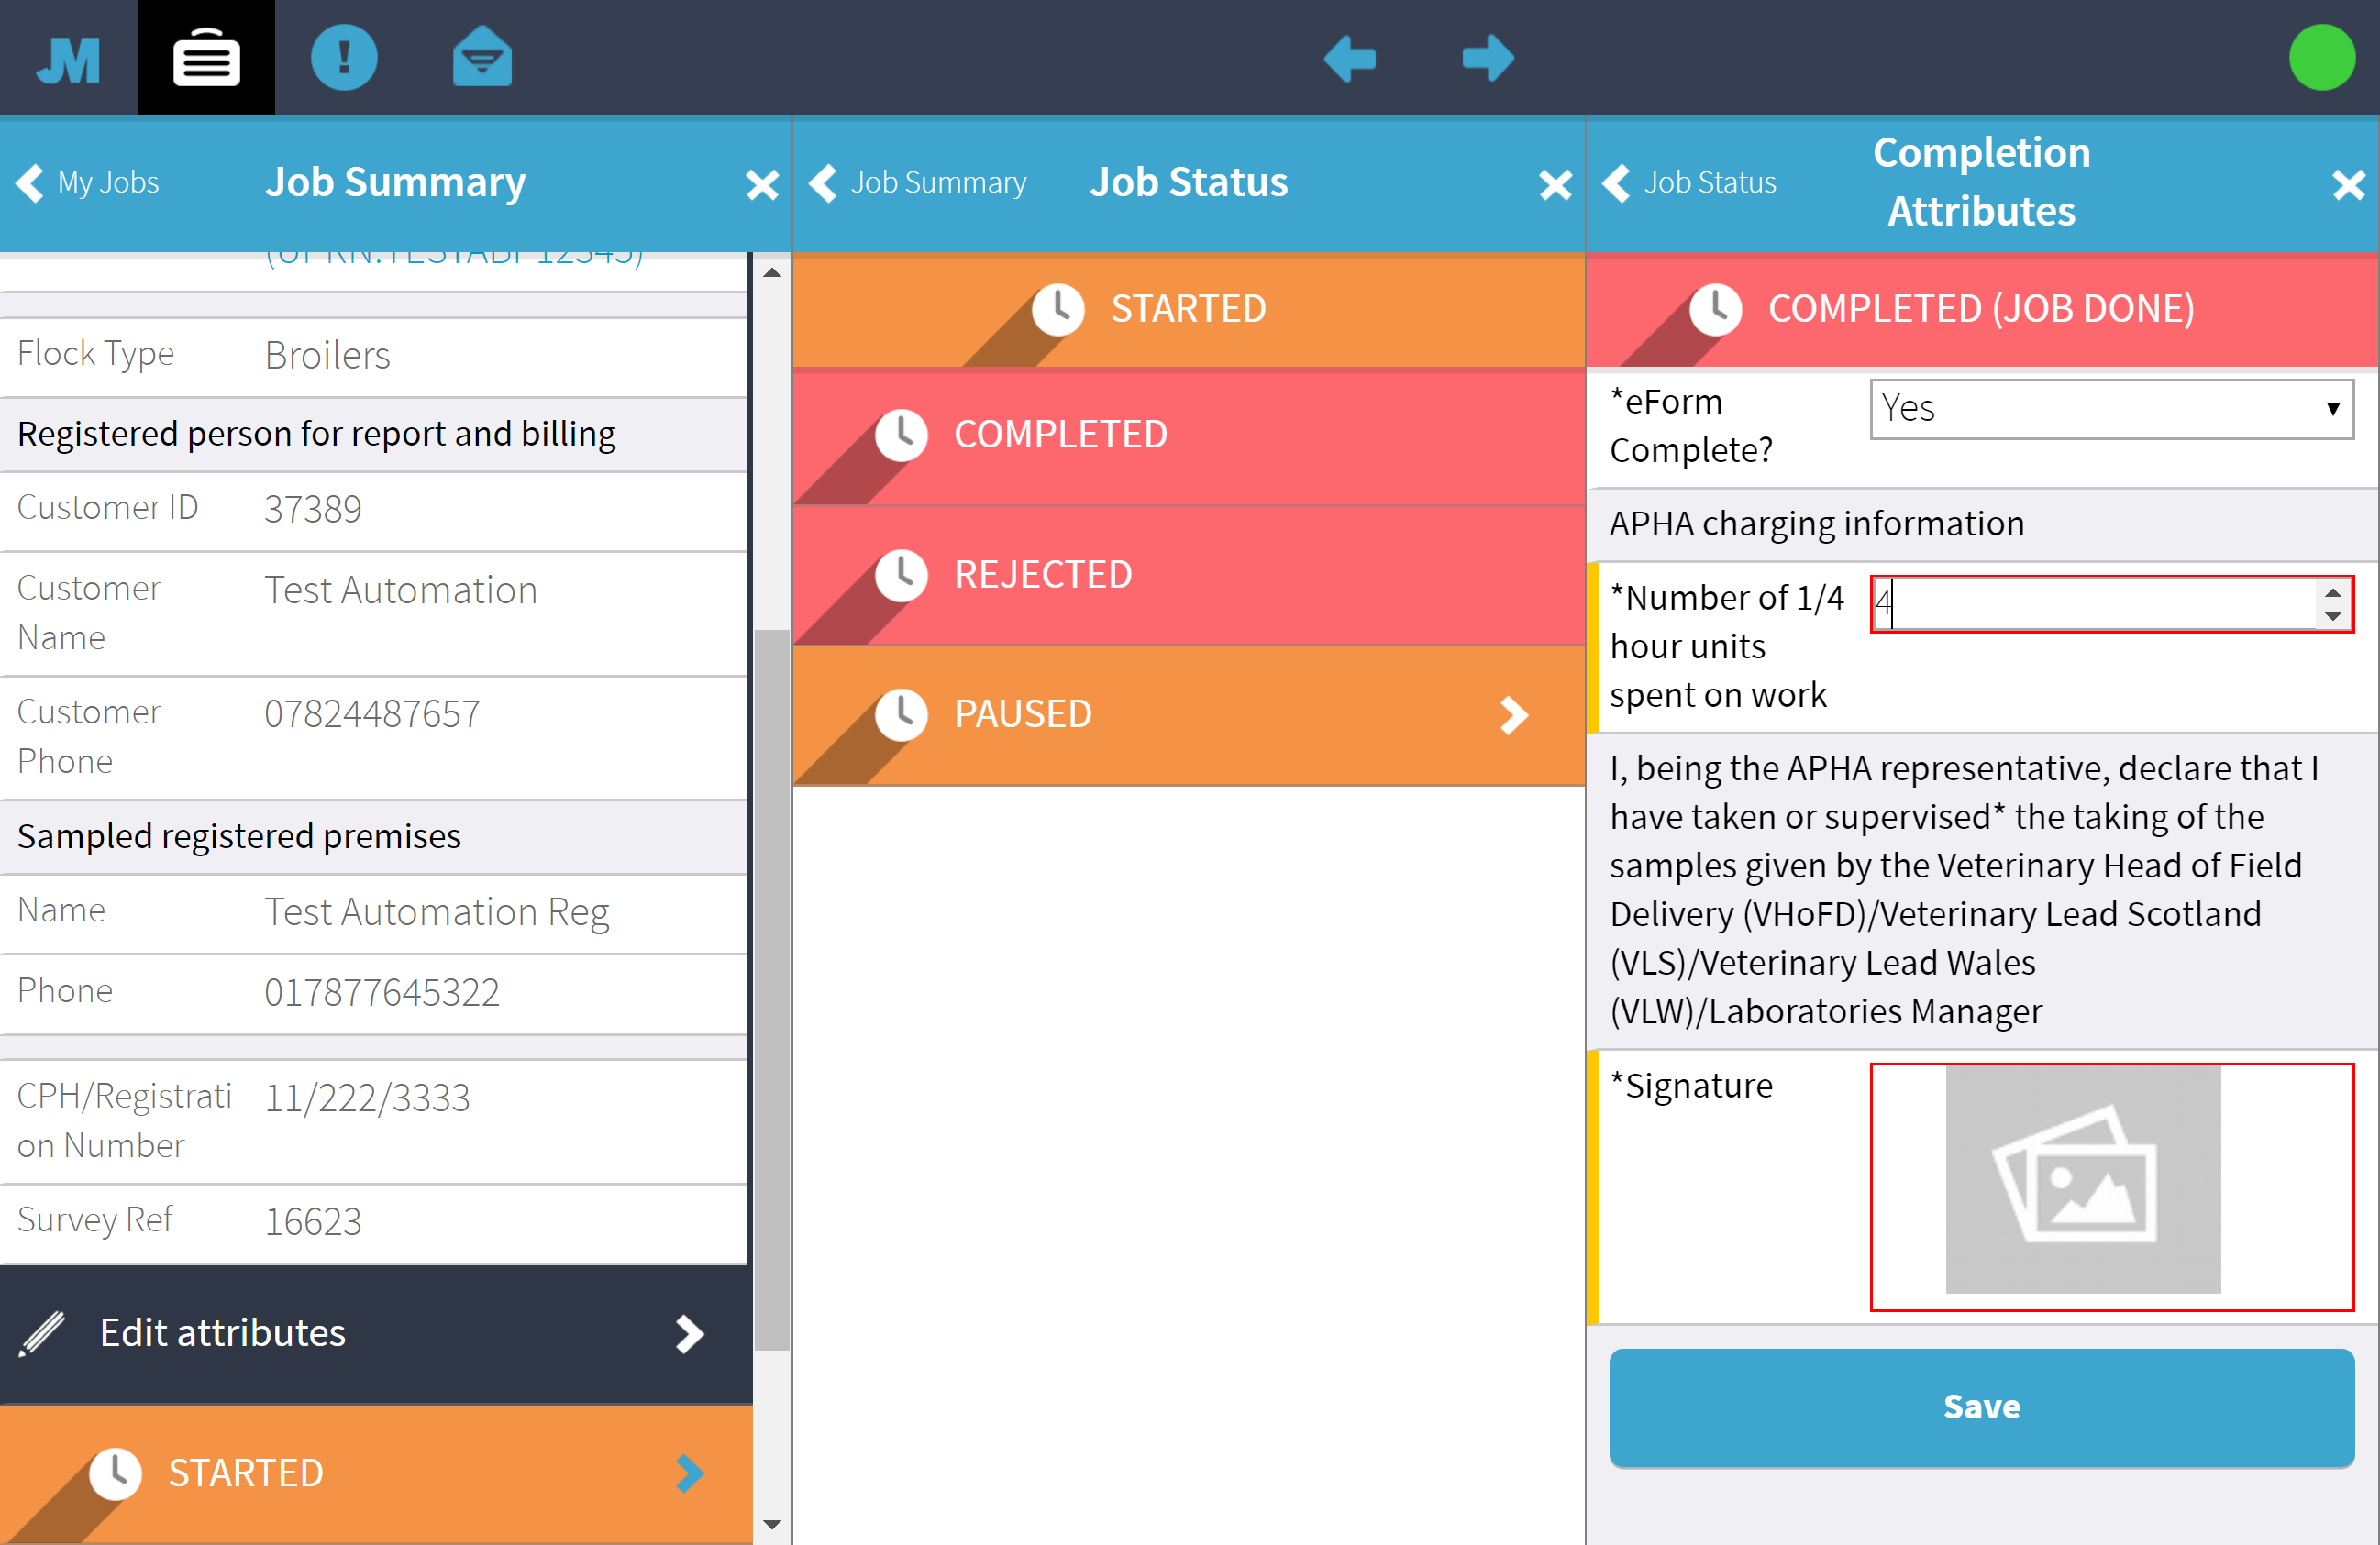 JM
My Jobs
Job Summary
Flock Type
Broilers
Registered person for report and billing
Customer ID
37389
Customer
Name
Test Automation
Customer
Phone
07824487657
Sampled registered premises
Name
Test Automation Reg
Phone
017877645322
CPH/Registrati
on Number
11/222/3333
Survey Ref
16623
Edit attributes
STARTED
Job Summary
Job Status
STARTED
COMPLETED
REJECTED
PAUSED
Job Status
Completion
Attributes
COMPLETED (JOB DONE)
*eForm
Complete?
Yes
APHA charging information
*Number of 1/4
hour units
spent on work
4
I, being the APHA representative, declare that I
have taken or supervised* the taking of the
samples given by the Veterinary Head of Field
Delivery (VHoFD)/Veterinary Lead Scotland
(VLS)/Veterinary Lead Wales
(VLW)/Laboratories Manager
*Signature
Save